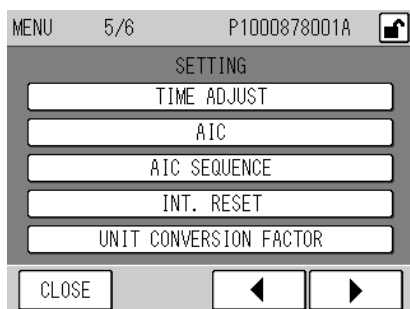 MENU 5/6 P1000878001A
SETTING
TIME ADJUST
AIC
AIC SEQUENCE
INT. RESET
UNIT CONVERSION FACTOR
CLOSE